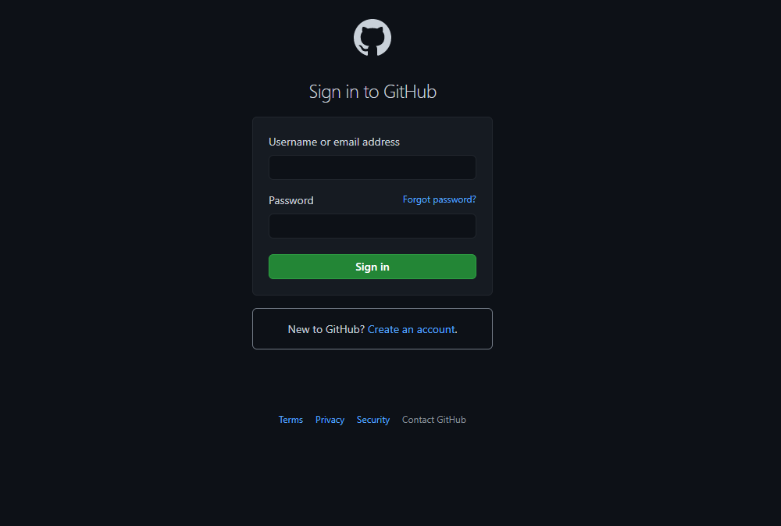 Sign in to GitHub
Username or email address
Password Forgot password?
Sign in
New to GitHub? Create an account.
Terms Privacy Security Contact GitHub